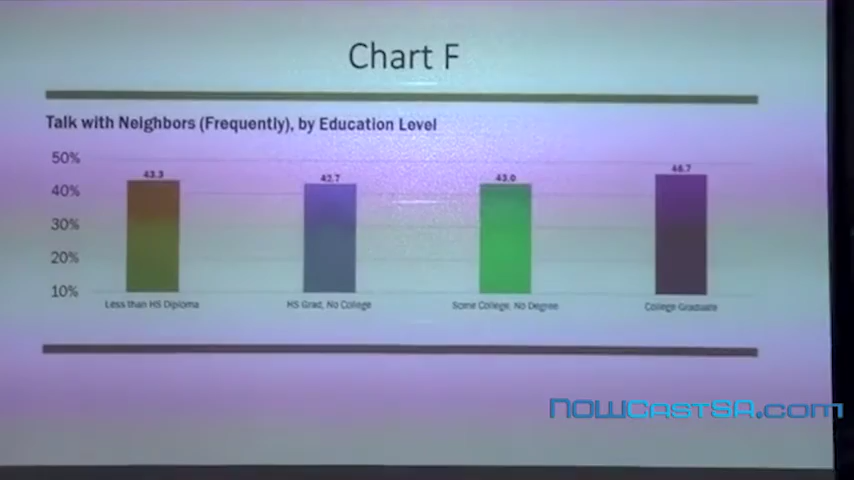 Chart F
Talk with Neighbors (Frequently), by Education Level
50%
43.3
42.7
43.0
46.7
40%
30%
20%
10%
Less than HS Diploma
HS Grad, No College
Some College, No Degree
College Graduate
NOWCastSA.com